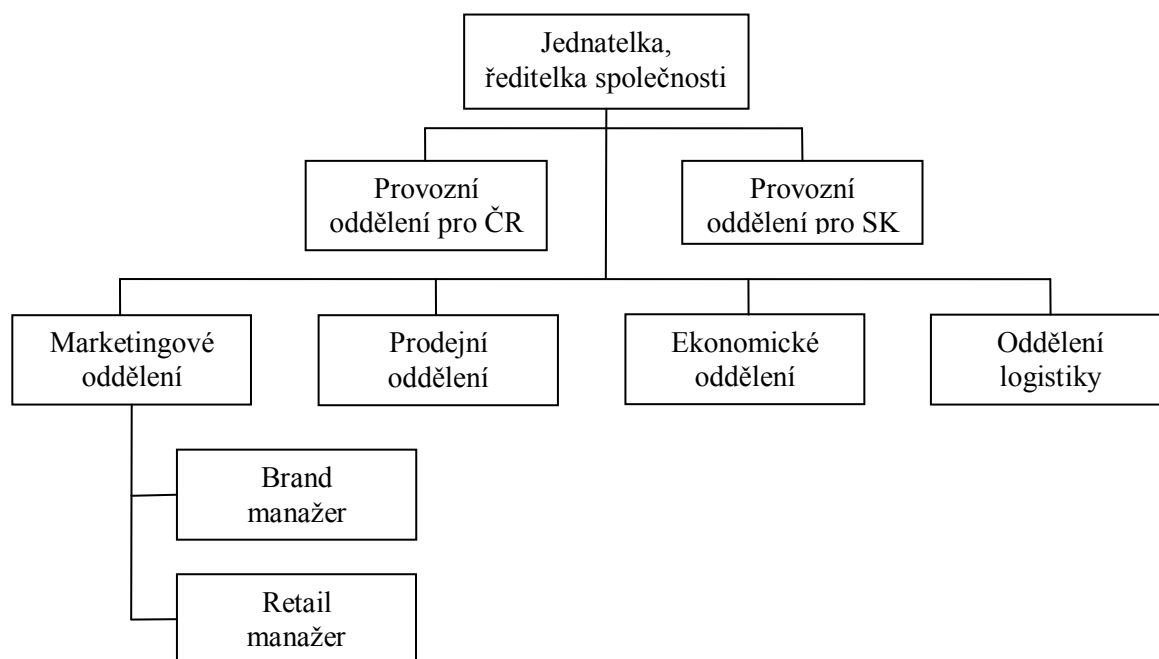 Jednatelka,
ředitelka společnosti
Provozní
oddělení pro ČR
Provozní
oddělení pro SK
Marketingové
oddělení
Prodejní
oddělení
Ekonomické
oddělení
Oddělení
logistiky
Brand
manažer
Retail
manažer